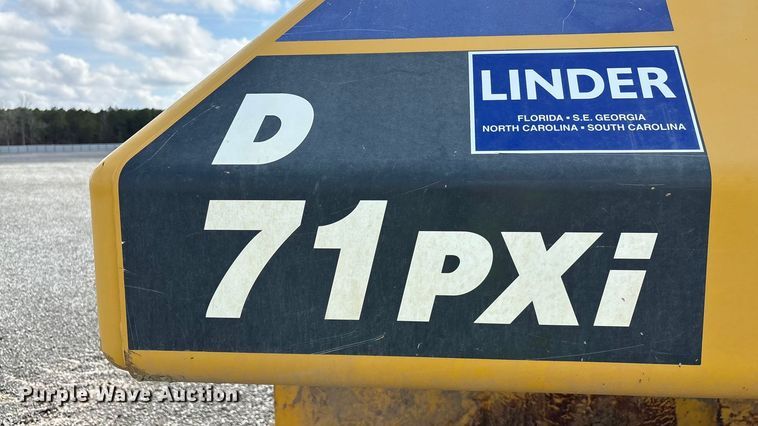 LINDER
FLORIDA • S.E. GEORGIA
NORTH CAROLINA • SOUTH CAROLINA
D
71PXi
Purple Wave Auction